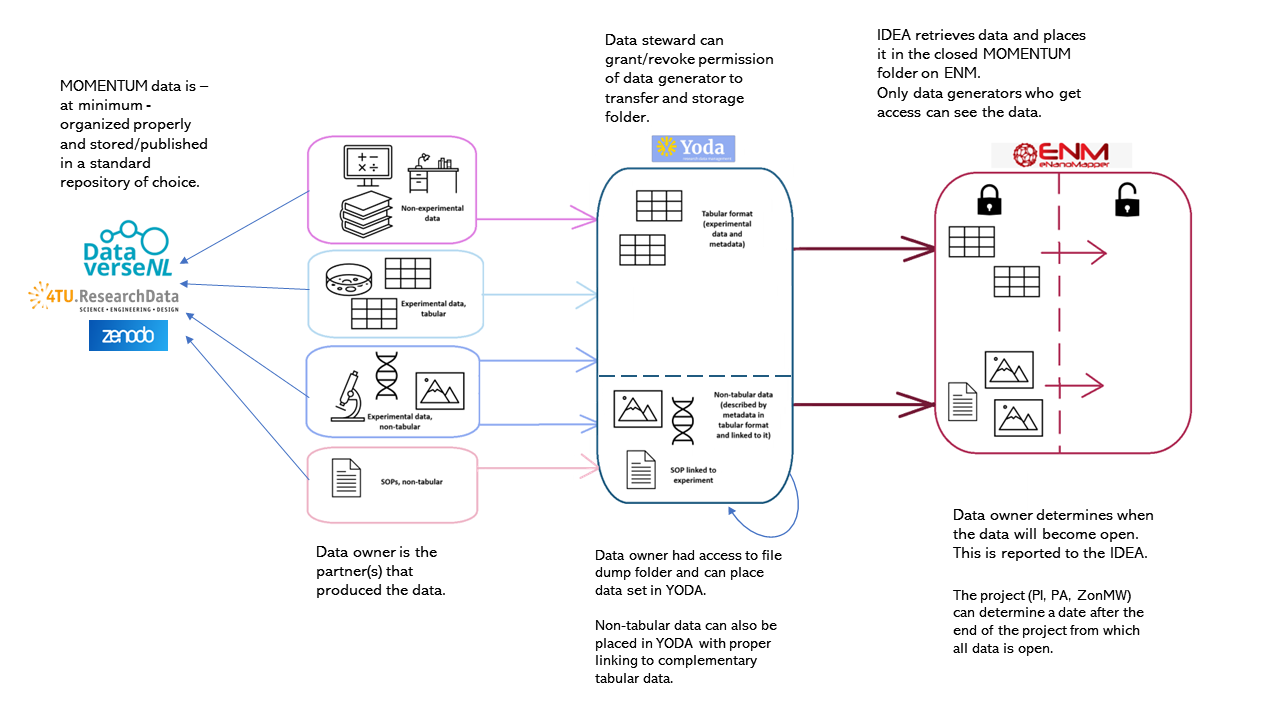 MOMENTUM data is –
at minimum -
organized properly
and stored/published
in a standard
repository of choice.
Data
verseNL
4TU.ResearchData
SCIENCE • ENGINEERING • DESIGN
zenodo
Non-experimental
data
Experimental data,
tabular
Experimental data,
non-tabular
SOPs, non-tabular
Data owner is the
partner(s) that
produced the data.
Data steward can
grant/revoke permission
of data generator to
transfer and storage
folder.
Yoda
research data management
Tabular format
(experimental
data and
metadata)
Non-tabular data
(described by
metadata in
tabular format
and linked to it)
SOP linked to
experiment
Data owner had access to file
dump folder and can place
data set in YODA.
Non-tabular data can also be
placed in YODA with proper
linking to complementary
tabular data.
IDEA retrieves data and places
it in the closed MOMENTUM
folder on ENM.
Only data generators who get
access can see the data.
ENM
eNanoMapper
Data owner determines when
the data will become open.
This is reported to the IDEA.
The project (PI, PA, ZonMW)
can determine a date after the
end of the project from which
all data is open.